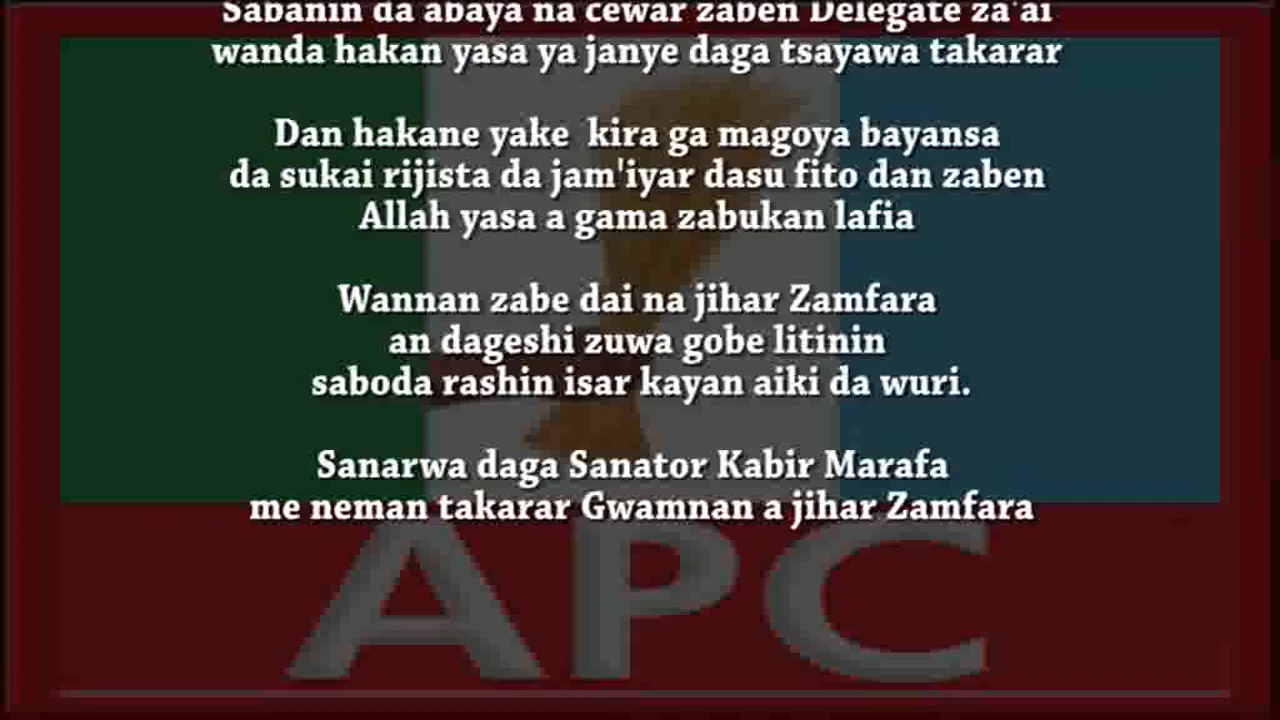 Sabanin da abaya na cewar zaben Delegate za'ai
wanda hakan yasa ya janye daga tsayawa takarar
Dan hakane yake kira ga magoya bayansa
da sukai rijista da jam'iyar dasu fito dan zaben
Allah yasa a gama zabukan lafia
Wannan zabe dai na jihar Zamfara
an dageshi zuwa gobe litinin
saboda rashin isar kayan aiki da wuri.
Sanarwa daga Sanator Kabir Marafa
me neman takarar Gwamnan a jihar Zamfara
APC